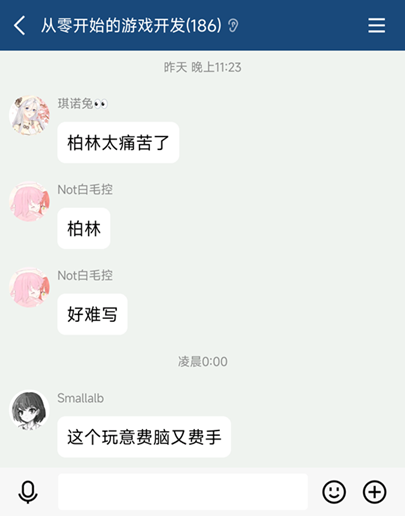 从零开始的游戏开发(186)
昨天 晚上11:23
琪诺兔👀
柏林太痛苦了
Not白毛控
柏林
Not白毛控
好难写
凌晨0:00
Smallalb
这个玩意费脑又费手